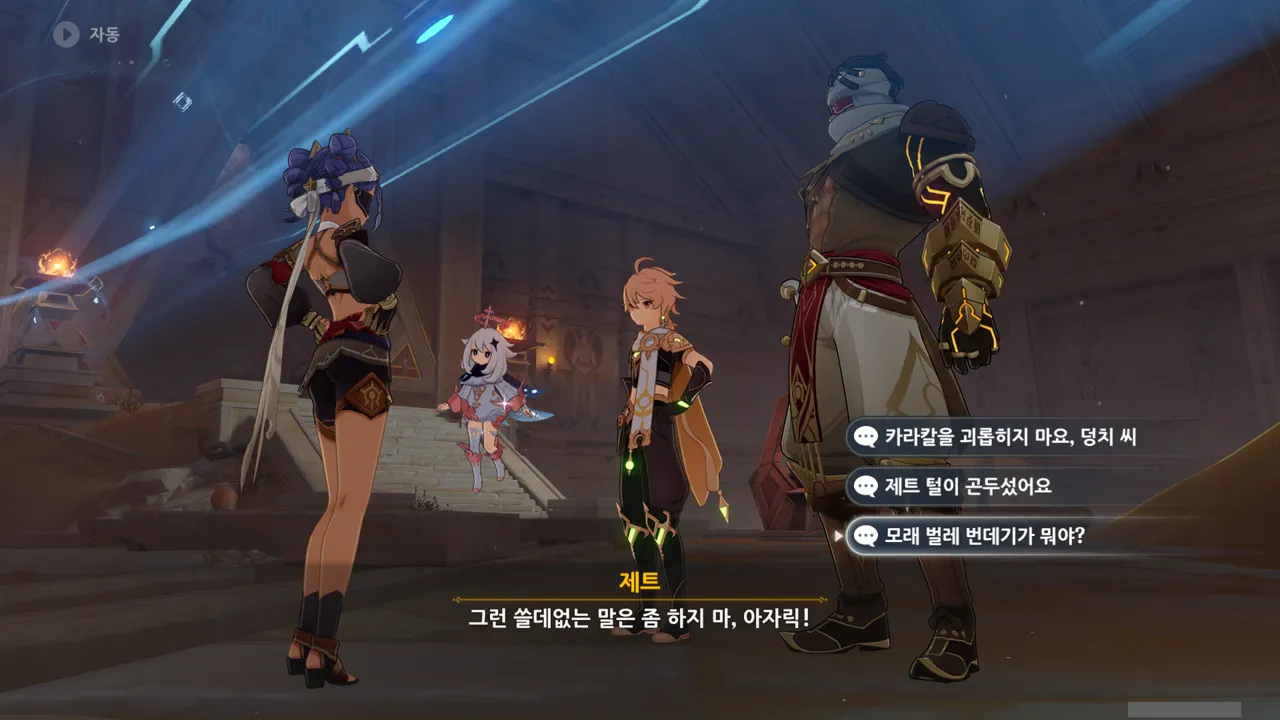 자동
카라칼을 괴롭히지 마요, 덩치 씨
제트 털이 곤두섰어요
모래 벌레 번데기가 뭐야?
제트
그런 쓸데없는 말은 좀 하지 마, 아자릭!